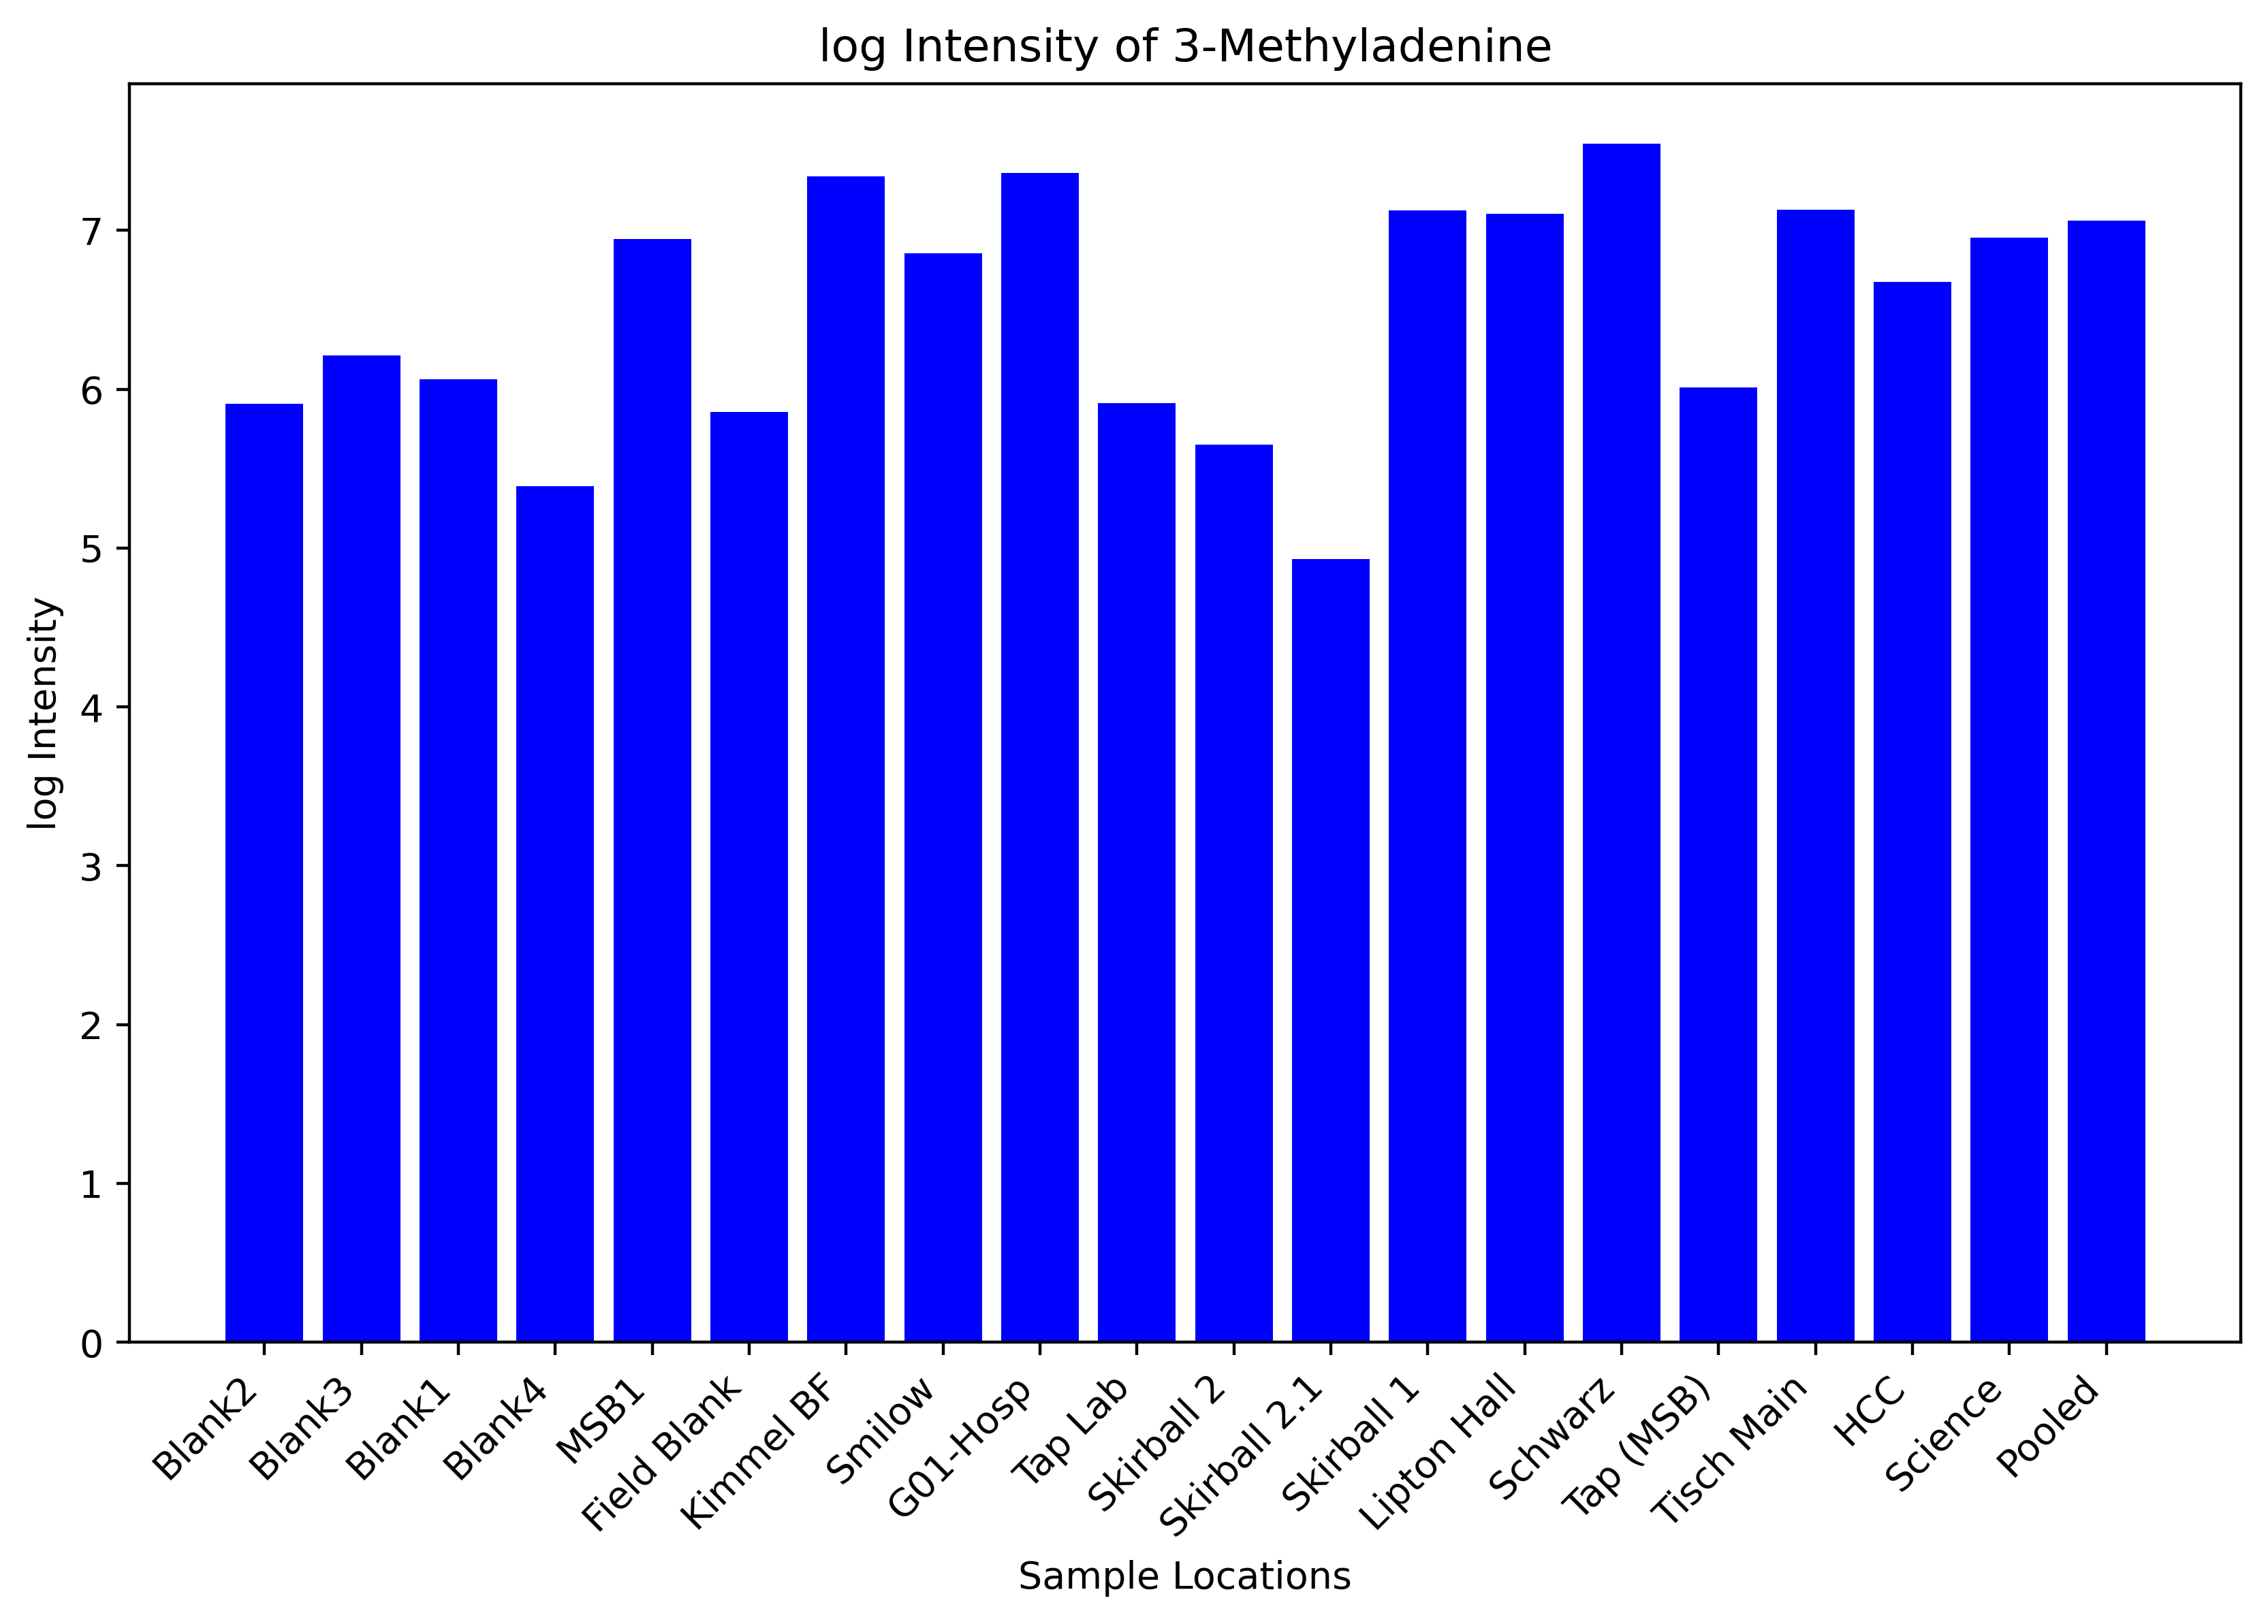 log Intensity of 3-Methyladenine
log Intensity
7
6
5
4
3
2
1
0
Blank2
Blank3
Blank1
Blank4
MSB1
Field Blank
Kimmel BF
Smilow
G01-Hosp
Tap Lab
Skirball 2
Skirball 2.1
Skirball 1
Lipton Hall
Schwarz
Tap (MSB)
Tisch Main
HCC
Science
Pooled
Sample Locations